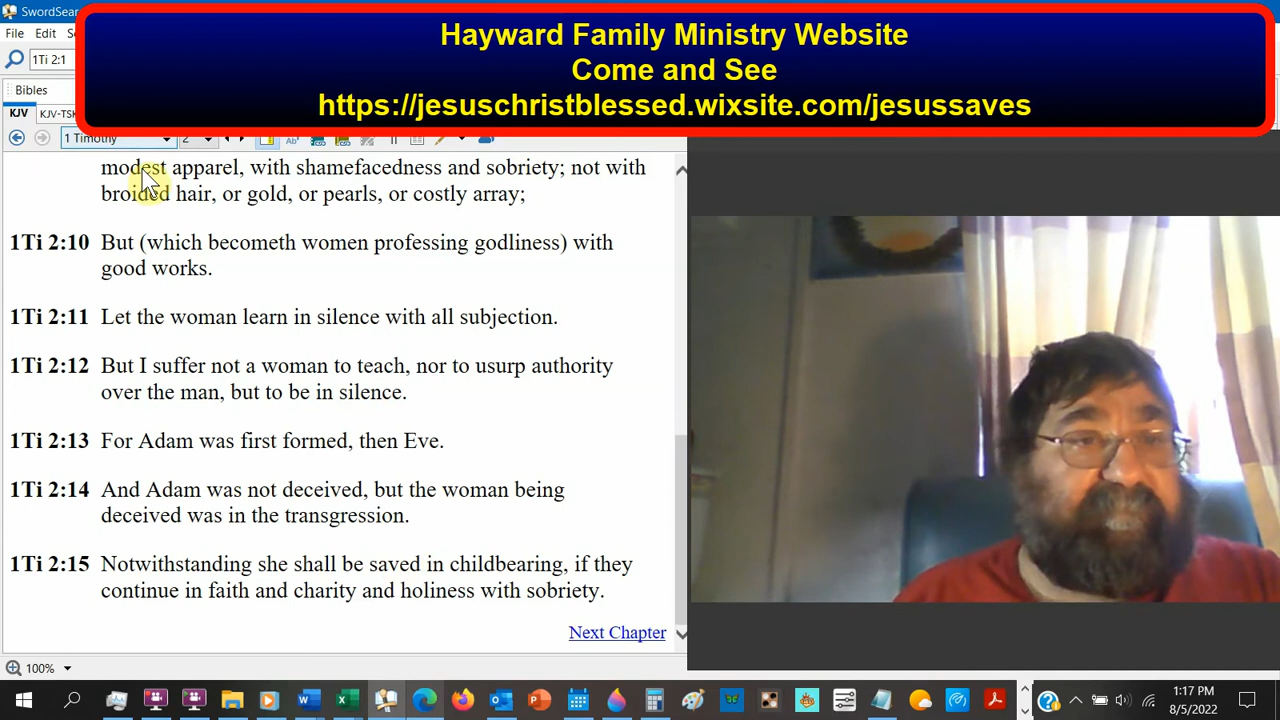 SwordSear
Hayward Family Ministry Website
Come and See
https://jesuschristblessed.wixsite.com/jesussaves
File Edit S
1Ti 2:1
Bibles
KJV KJV-TSK
1 Timothy 2
modest apparel, with shamefacedness and sobriety; not with
broided hair, or gold, or pearls, or costly array;
1Ti 2:10 But (which becometh women professing godliness) with
good works.
1Ti 2:11 Let the woman learn in silence with all subjection.
1Ti 2:12 But I suffer not a woman to teach, nor to usurp authority
over the man, but to be in silence.
1Ti 2:13 For Adam was first formed, then Eve.
1Ti 2:14 And Adam was not deceived, but the woman being
deceived was in the transgression.
1Ti 2:15 Notwithstanding she shall be saved in childbearing, if they
continue in faith and charity and holiness with sobriety.
Next Chapter
100%
1:17 PM
8/5/2022